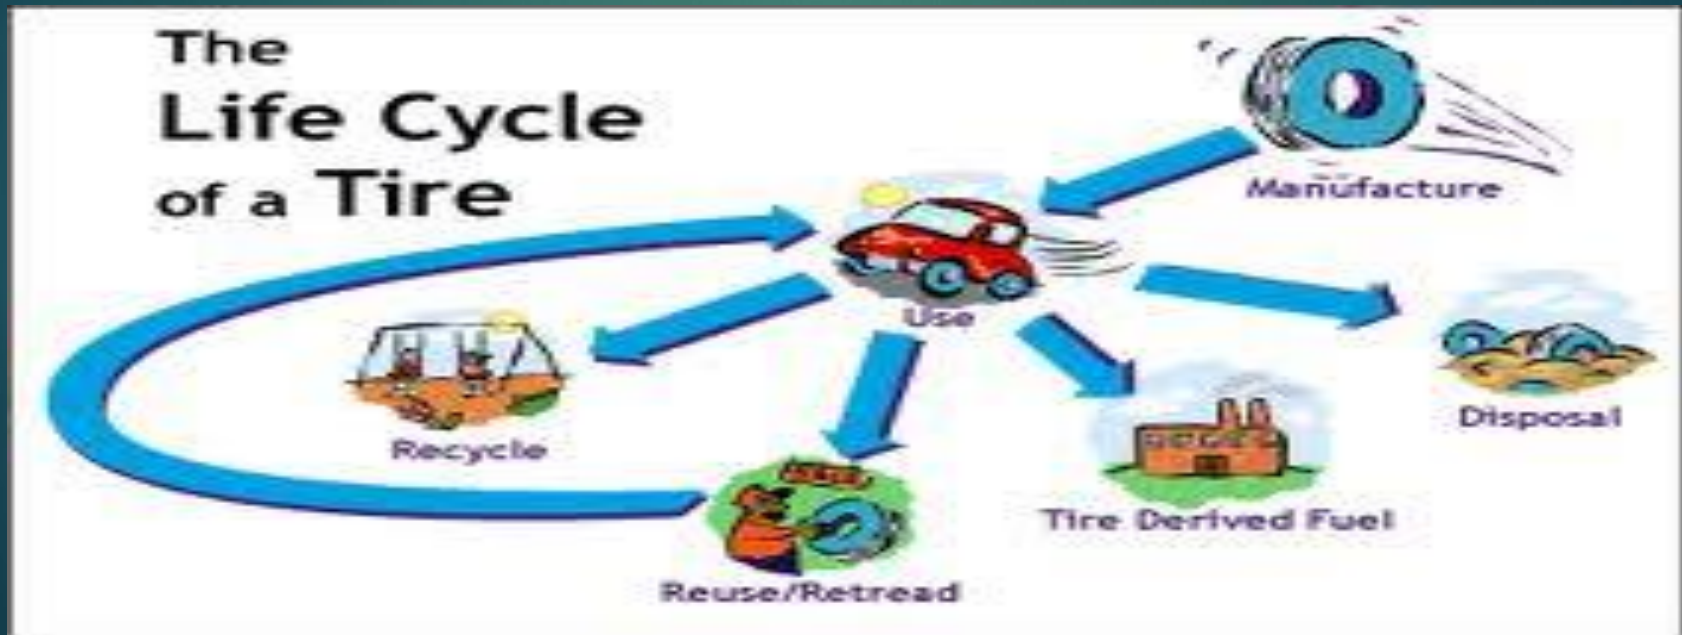 The
Life Cycle
of a Tire
Manufacture
Use
Recycle
Disposal
Tire Derived Fuel
Reuse/Retread